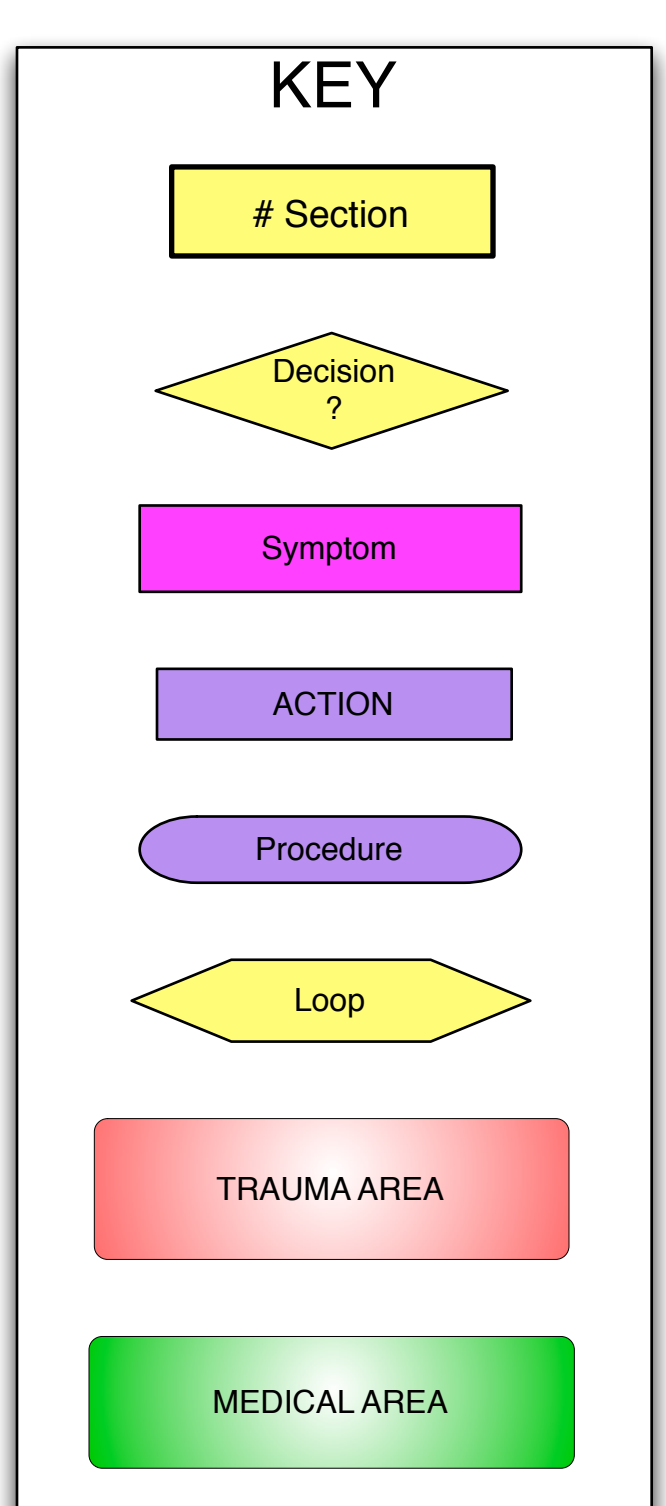 KEY
# Section
Decision
?
Symptom
ACTION
Procedure
Loop
TRAUMA AREA
MEDICAL AREA